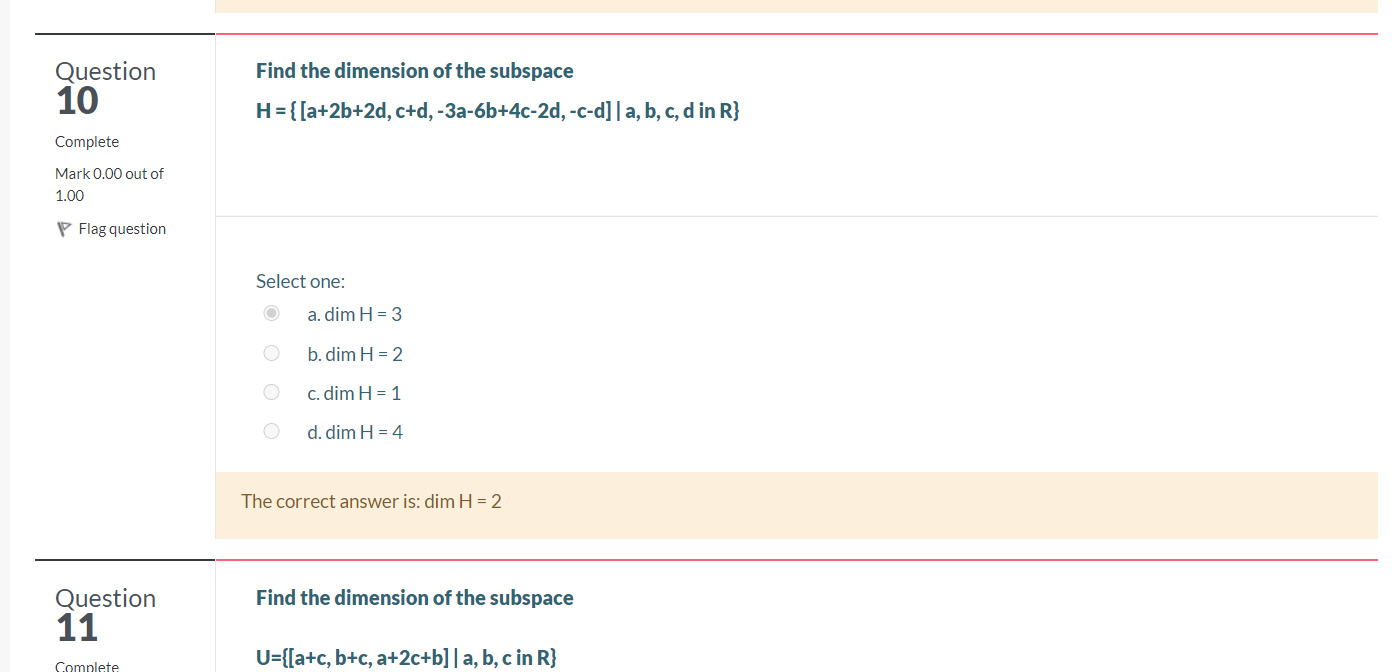 Question
10
Complete
Mark 0.00 out of
1.00
Flag question
Find the dimension of the subspace
H = { [a+2b+2d, c+d, -3a-6b+4c-2d, -c-d] | a, b, c, d in R}
Select one:
a. dim H = 3
b. dim H = 2
c. dim H = 1
d. dim H = 4
The correct answer is: dim H = 2
Question
11
Complete
Find the dimension of the subspace
U={[a+c, b+c, a+2c+b] | a, b, c in R}